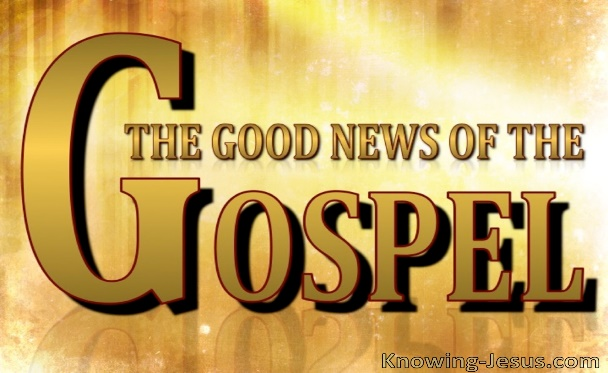 THE GOOD NEWS OF THE
GOSPEL
Knowing-Jesus.com